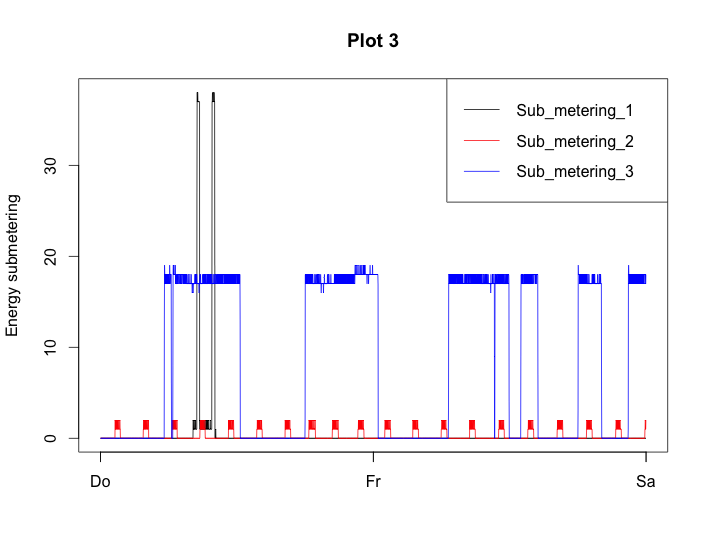 Plot 3
Sub_metering_1
Sub_metering_2
Sub_metering_3
Energy submetering
30
20
10
0
Do Fr Sa